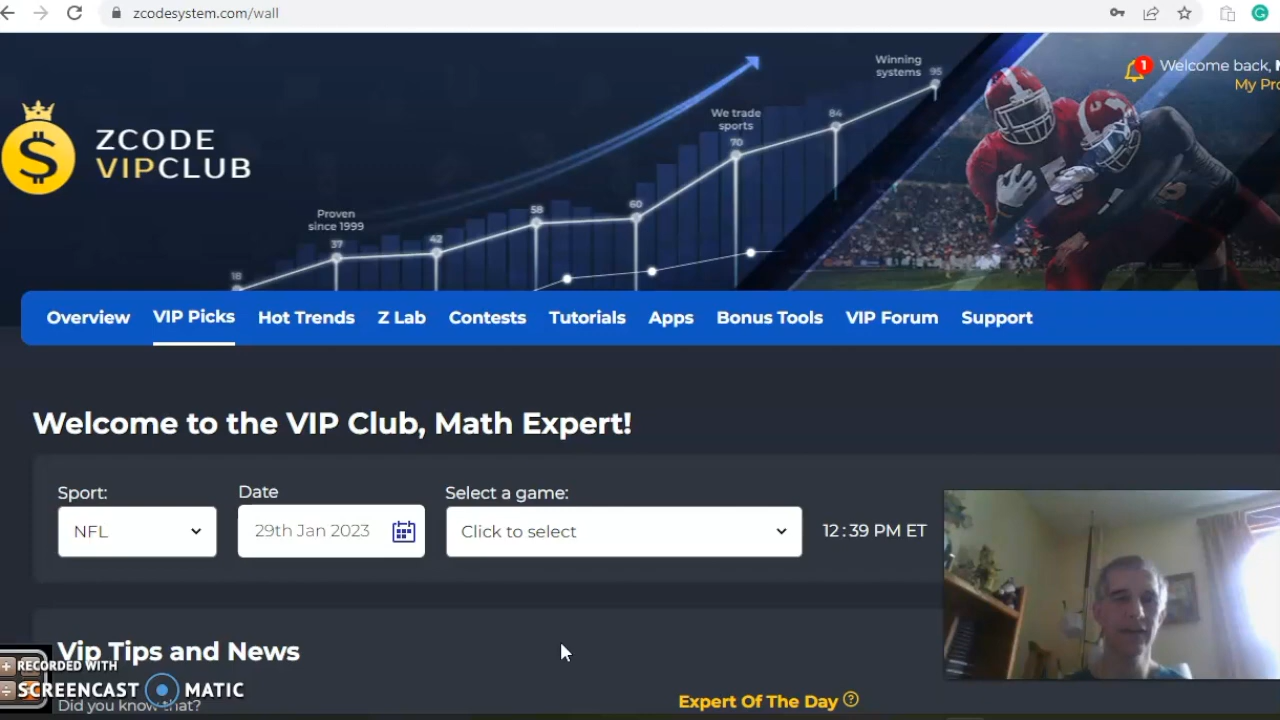 zcodesystem.com/wall
Winning
systems
95
1
Welcome back,
My Pro
We trade
sports
84
70
ZCODE
VIPCLUB
Proven
since 1999
60
58
42
37
18
Overview VIP Picks Hot Trends Z Lab Contests Tutorials Apps Bonus Tools VIP Forum Support
Welcome to the VIP Club, Math Expert!
Sport: Date Select a game:
NFL 29th Jan 2023 Click to select 12:39 PM ET
Vip Tips and News
RECORDED WITH
SCREENCAST MATIC
Did you know that?
Expert Of The Day ?